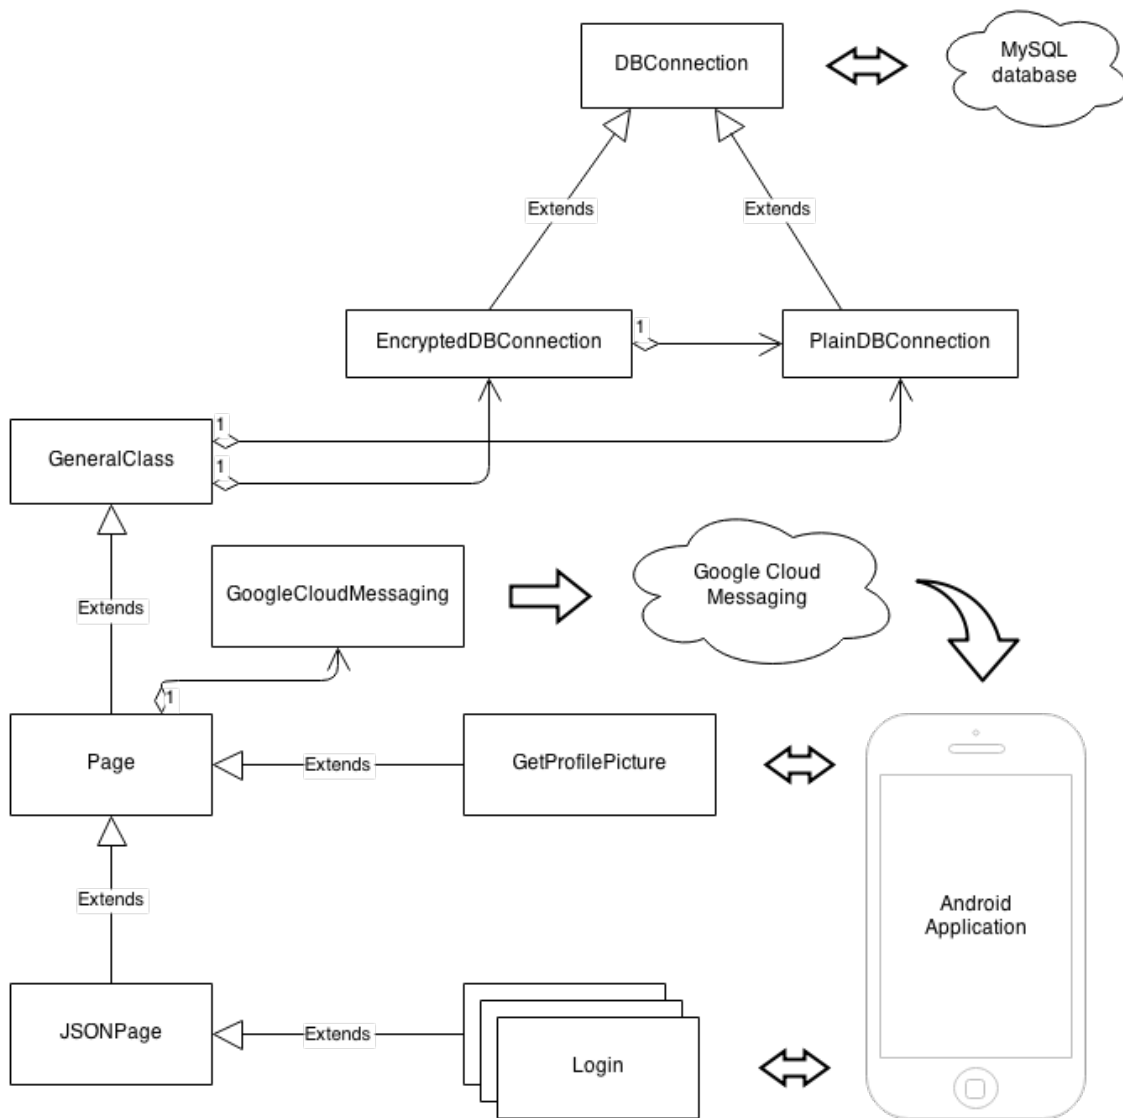 DBConnection
MySQL
database
Extends
Extends
1
EncryptedDBConnection
PlainDBConnection
1
GeneralClass
1
Google Cloud
Messaging
GoogleCloudMessaging
Extends
1
Page
Extends
GetProfilePicture
Extends
Android
Application
JSONPage
Extends
Login